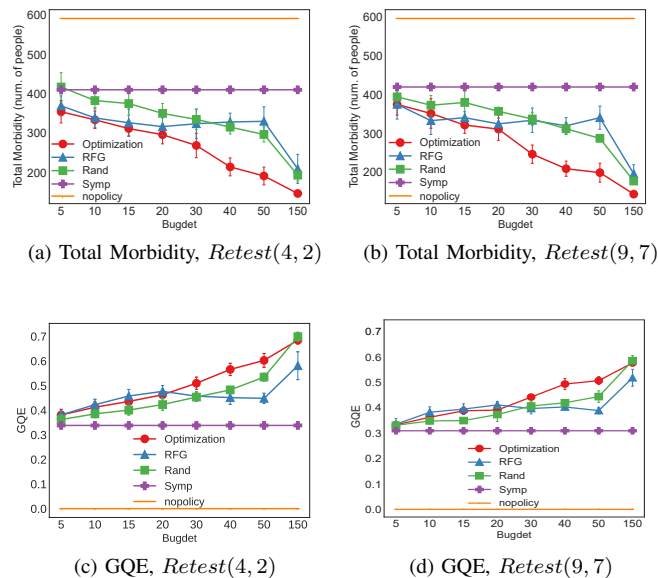 600
500
400
300
200
Total Morbidity (num. of people)
Optimization
RFG
Rand
Symp
nopolicy
5 10 15 20 30 40 50 150
Bugdet
(a) Total Morbidity, Retest(4, 2)
600
500
400
300
200
Total Morbidity (num. of people)
Optimization
RFG
Rand
Symp
nopolicy
5 10 15 20 30 40 50 150
Bugdet
(b) Total Morbidity, Retest(9, 7)
0.7
0.6
0.5
0.4
0.3
0.2
0.1
0.0
GQE
Optimization
RFG
Rand
Symp
nopolicy
5 10 15 20 30 40 50 150
Bugdet
(c) GQE, Retest(4, 2)
0.7
0.6
0.5
0.4
0.3
0.2
0.1
0.0
GQE
Optimization
RFG
Rand
Symp
nopolicy
5 10 15 20 30 40 50 150
Bugdet
(d) GQE, Retest(9, 7)